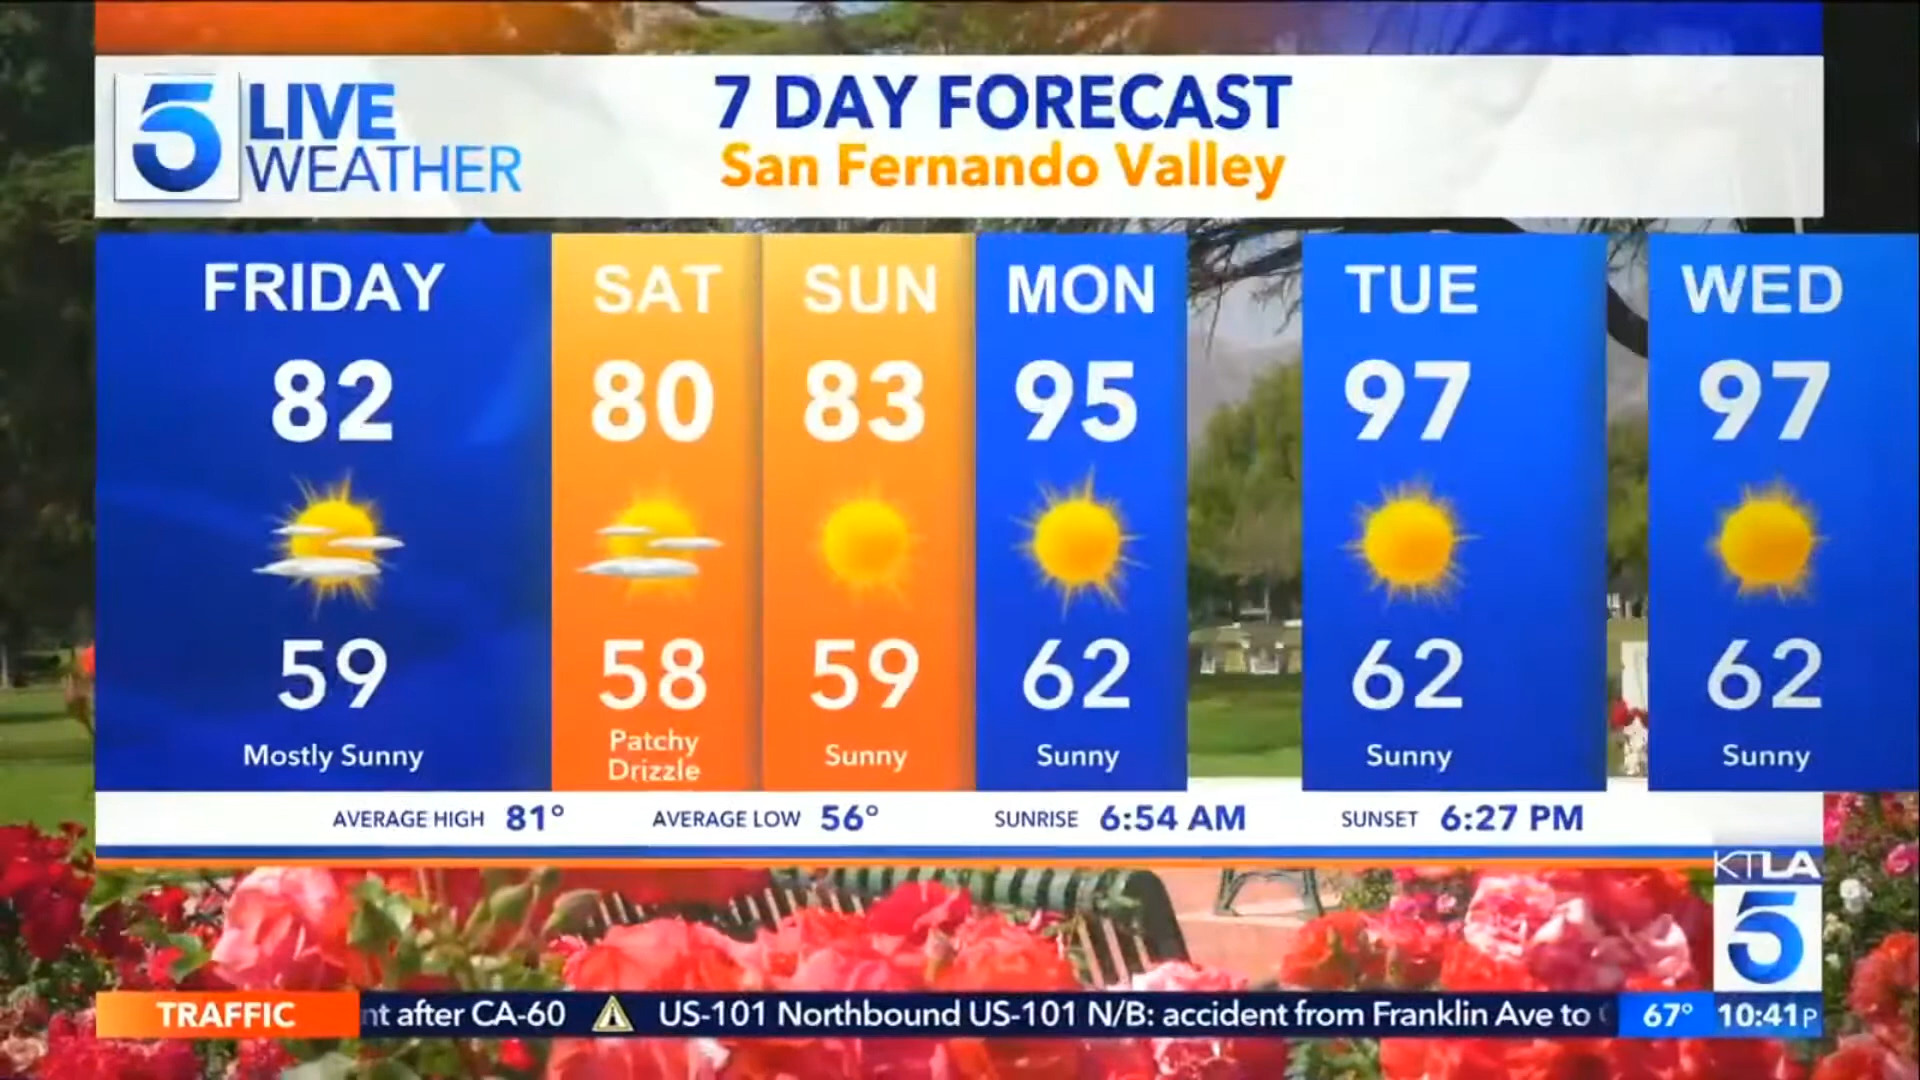 5 LIVE
WEATHER
7 DAY FORECAST
San Fernando Valley
FRIDAY
82
59
Mostly Sunny
SAT
80
58
Patchy
Drizzle
SUN
83
59
Sunny
MON
95
62
Sunny
TUE
97
62
Sunny
WED
97
62
Sunny
AVERAGE HIGH 81° AVERAGE LOW 56° SUNRISE 6:54 AM SUNSET 6:27 PM
KTLA
5
TRAFFIC after CA-60 US-101 Northbound US-101 N/B: accident from Franklin Ave to 67° 10:41P